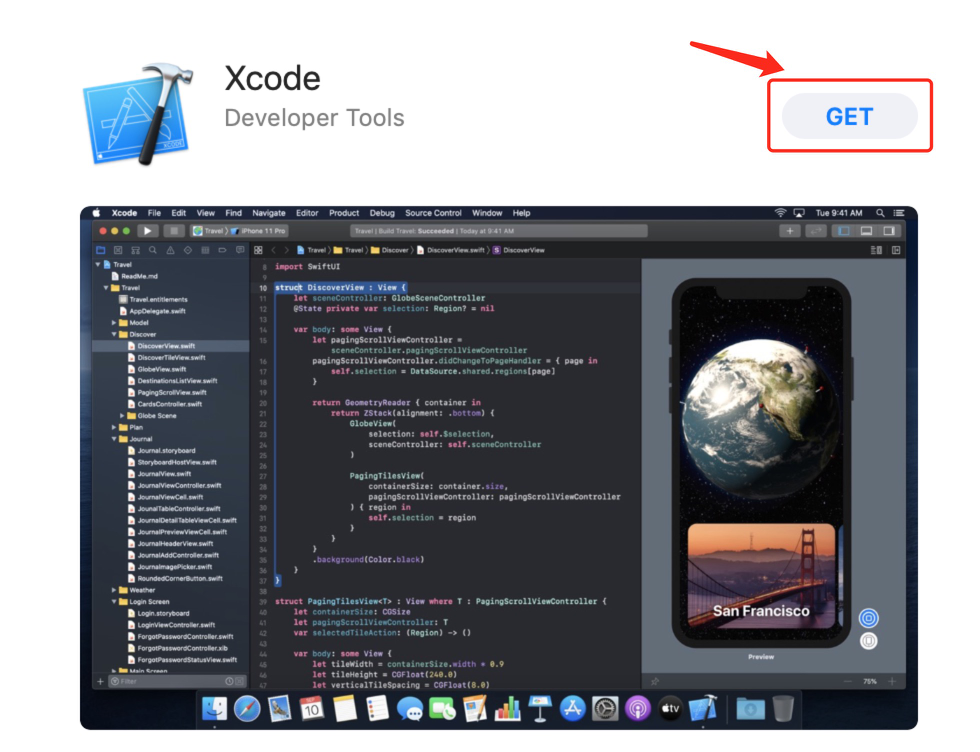 Xcode
Developer Tools
GET
Xcode File Edit View Find Navigate Editor Product Debug Source Control Window Help
Tue 9:41 AM
Travel 〉 iPhone 11 Pro
Travel | Build Travel: Succeeded | Today at 9:41 AM
Travel 〉 Travel 〉 Discover 〉 DiscoverView.swift 〉 S DiscoverView
Travel
ReadMe.md
Travel
Travel.entitlements
AppDelegate.swift
Model
Discover
DiscoverView.swift
DiscoverTileView.swift
GlobeView.swift
DestinationsListView.swift
PagingScrollView.swift
CardsController.swift
Globe Scene
Plan
Journal
Journal.storyboard
StoryboardHostView.swift
JournalView.swift
JournalViewController.swift
JournalViewCell.swift
JounalTableController.swift
JournalDetailTableViewCell.swift
JournalPreviewViewCell.swift
JournalHeaderView.swift
JournalAddController.swift
JournalImagePicker.swift
RoundedCornerButton.swift
Weather
Login Screen
Login.storyboard
LoginViewController.swift
ForgotPasswordController.swift
ForgotPasswordController.xib
ForgotPasswordStatusView.swift
Main Screen
Filter
8 import SwiftUI
9
10 struct DiscoverView : View {
11 let sceneController: GlobeSceneController
12 @State private var selection: Region? = nil
13
14 var body: some View {
15 let pagingScrollViewController =
sceneController.pagingScrollViewController
16 pagingScrollViewController.didChangeToPageHandler = { page in
17 self.selection = DataSource.shared.regions[page]
18 }
19
20 return GeometryReader { container in
21 return ZStack(alignment: .bottom) {
22 GlobeView(
23 selection: self.$selection,
24 sceneController: self.sceneController
25 )
26
27 PagingTilesView(
28 containerSize: container.size,
29 pagingScrollViewController: pagingScrollViewController
30 ) { region in
31 self.selection = region
32 }
33 }
34 }
35 .background(Color.black)
36 }
37 }
38
39 struct PagingTilesView<T> : View where T : PagingScrollViewController {
40 let containerSize: CGSize
41 let pagingScrollViewController: T
42 var selectedTileAction: (Region) -> ()
43
44 var body: some View {
45 let tileWidth = containerSize.width * 0.9
46 let tileHeight = CGFloat(240.0)
47 let verticalTileSpacing = CGFloat(8.0)
San Francisco
Preview
75%
10
tv